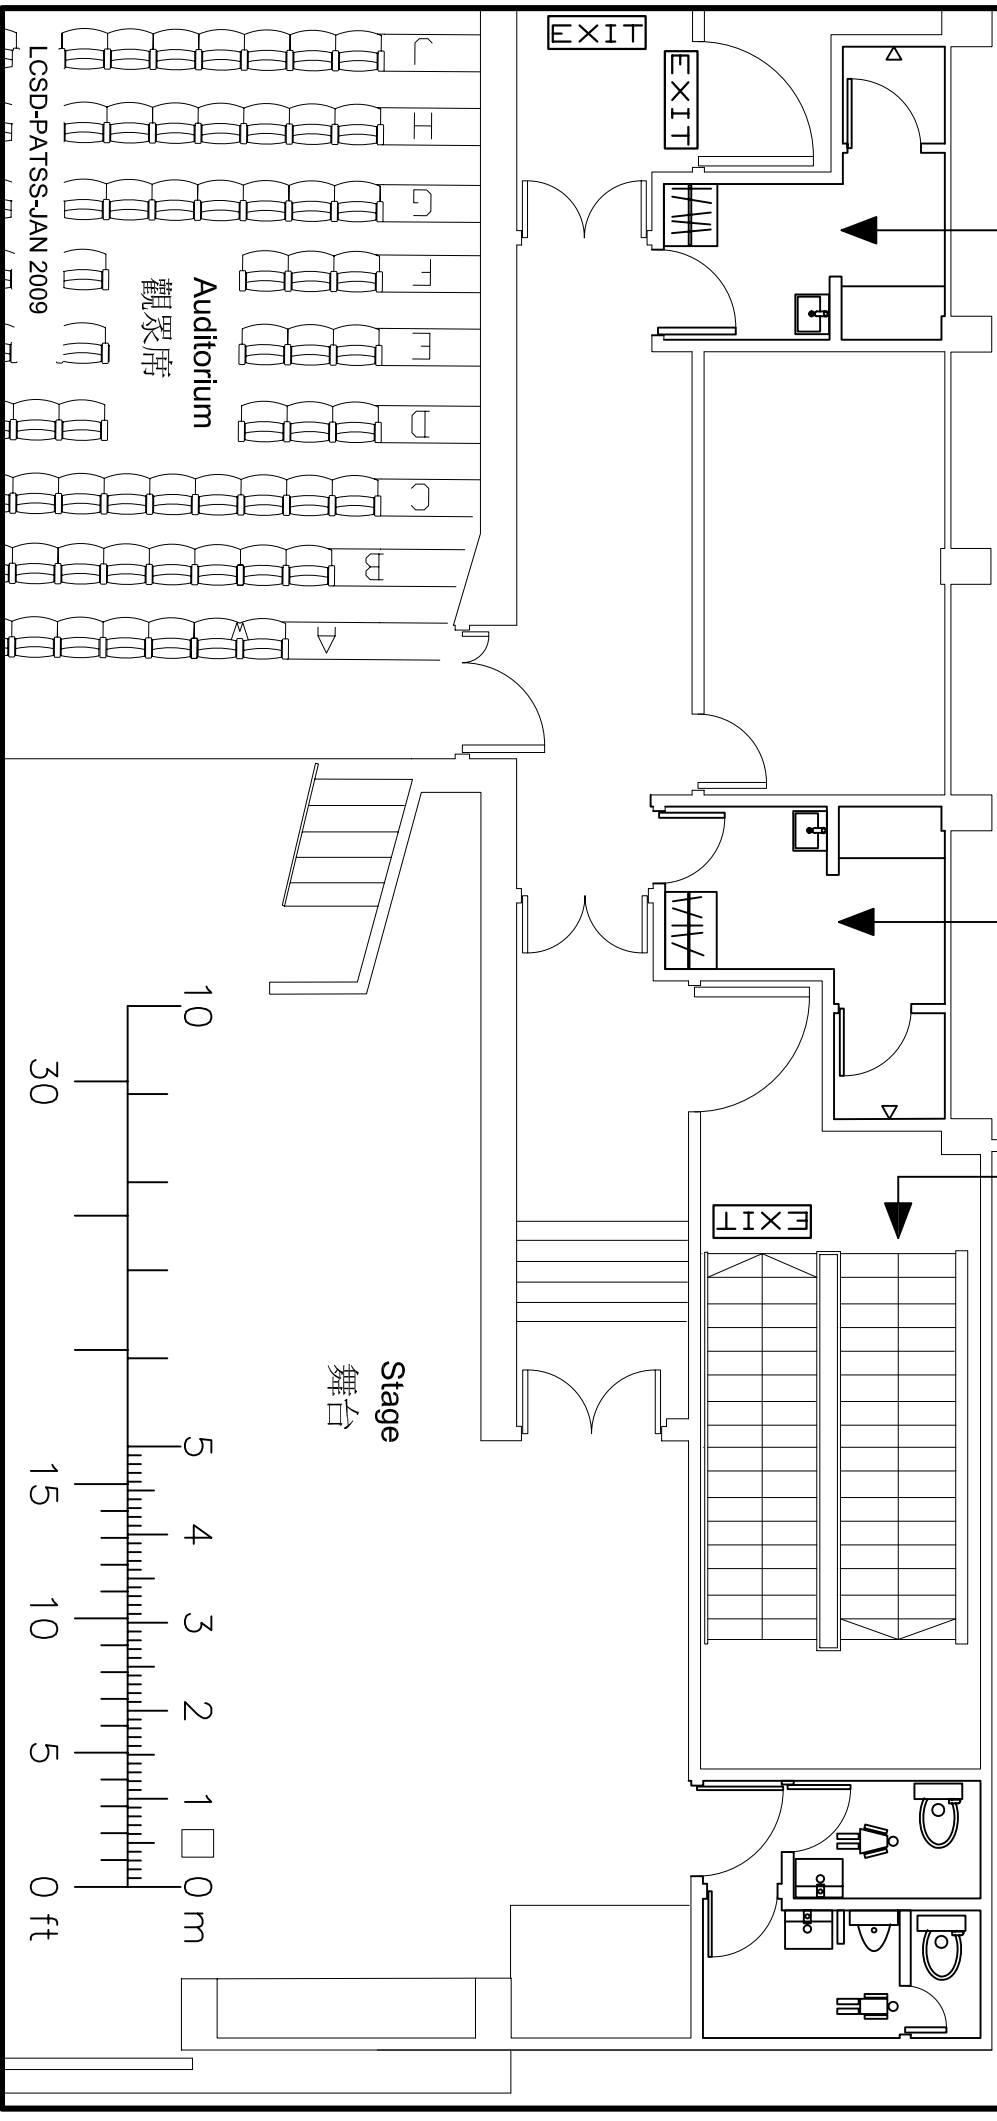 EXIT
EXIT
J
H
G
F
E
D
C
B
A
LCSD-PATSS-JAN 2009
Auditorium
觀眾席
EXIT
Stage
舞台
10 5 4 3 2 1 0 m
30 15 10 5 0 ft